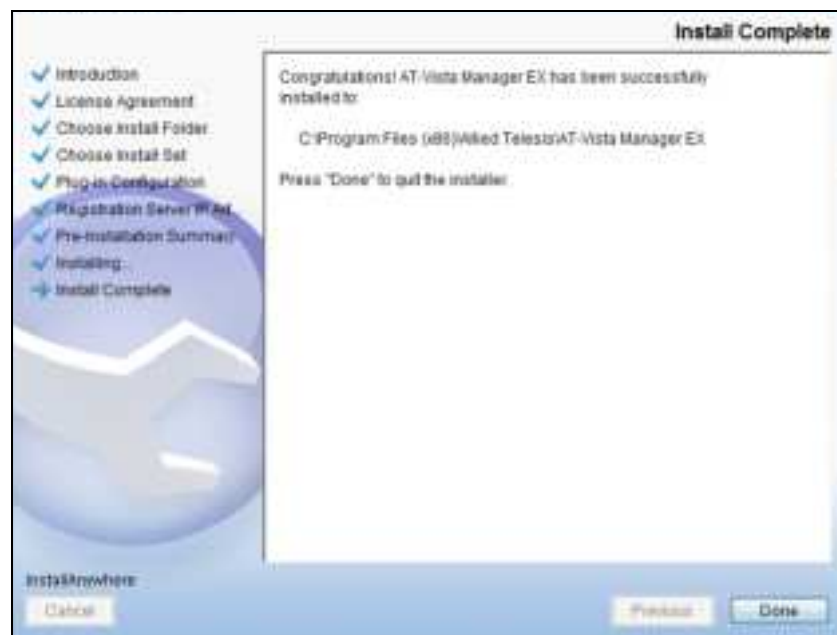 Install Complete
Introduction
License Agreement
Choose Install Folder
Choose Install Set
Plug-in Configuration
Registration Server IP Ad
Pre-Installation Summary
Installing...
Install Complete
Congratulations! AT-Vista Manager EX has been successfully
installed to:
C:\Program Files (x86)\Allied Telesis\AT-Vista Manager EX
Press "Done" to quit the installer.
InstallAnywhere
Cancel
Previous
Done